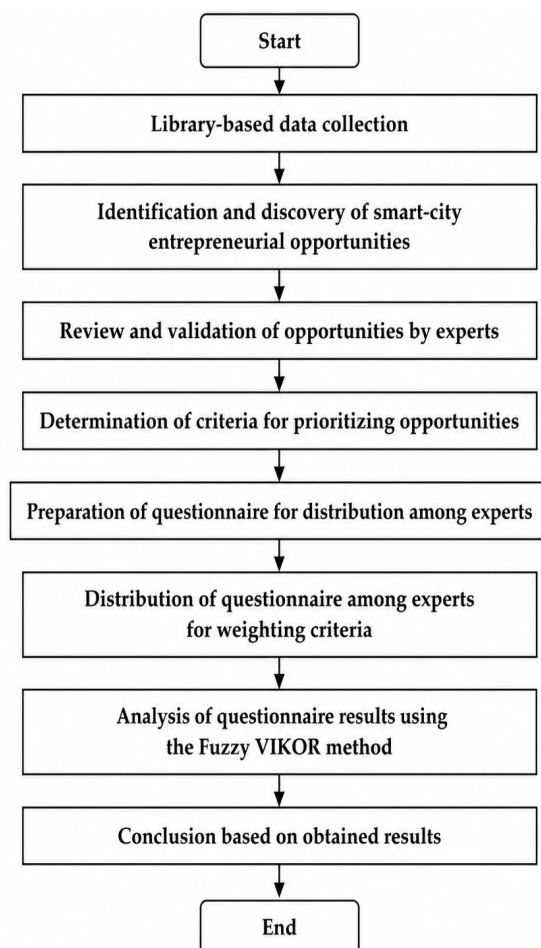 Start
Library-based data collection
Identification and discovery of smart-city
entrepreneurial opportunities
Review and validation of opportunities by experts
Determination of criteria for prioritizing opportunities
Preparation of questionnaire for distribution among experts
Distribution of questionnaire among experts
for weighting criteria
Analysis of questionnaire results using
the Fuzzy VIKOR method
Conclusion based on obtained results
End